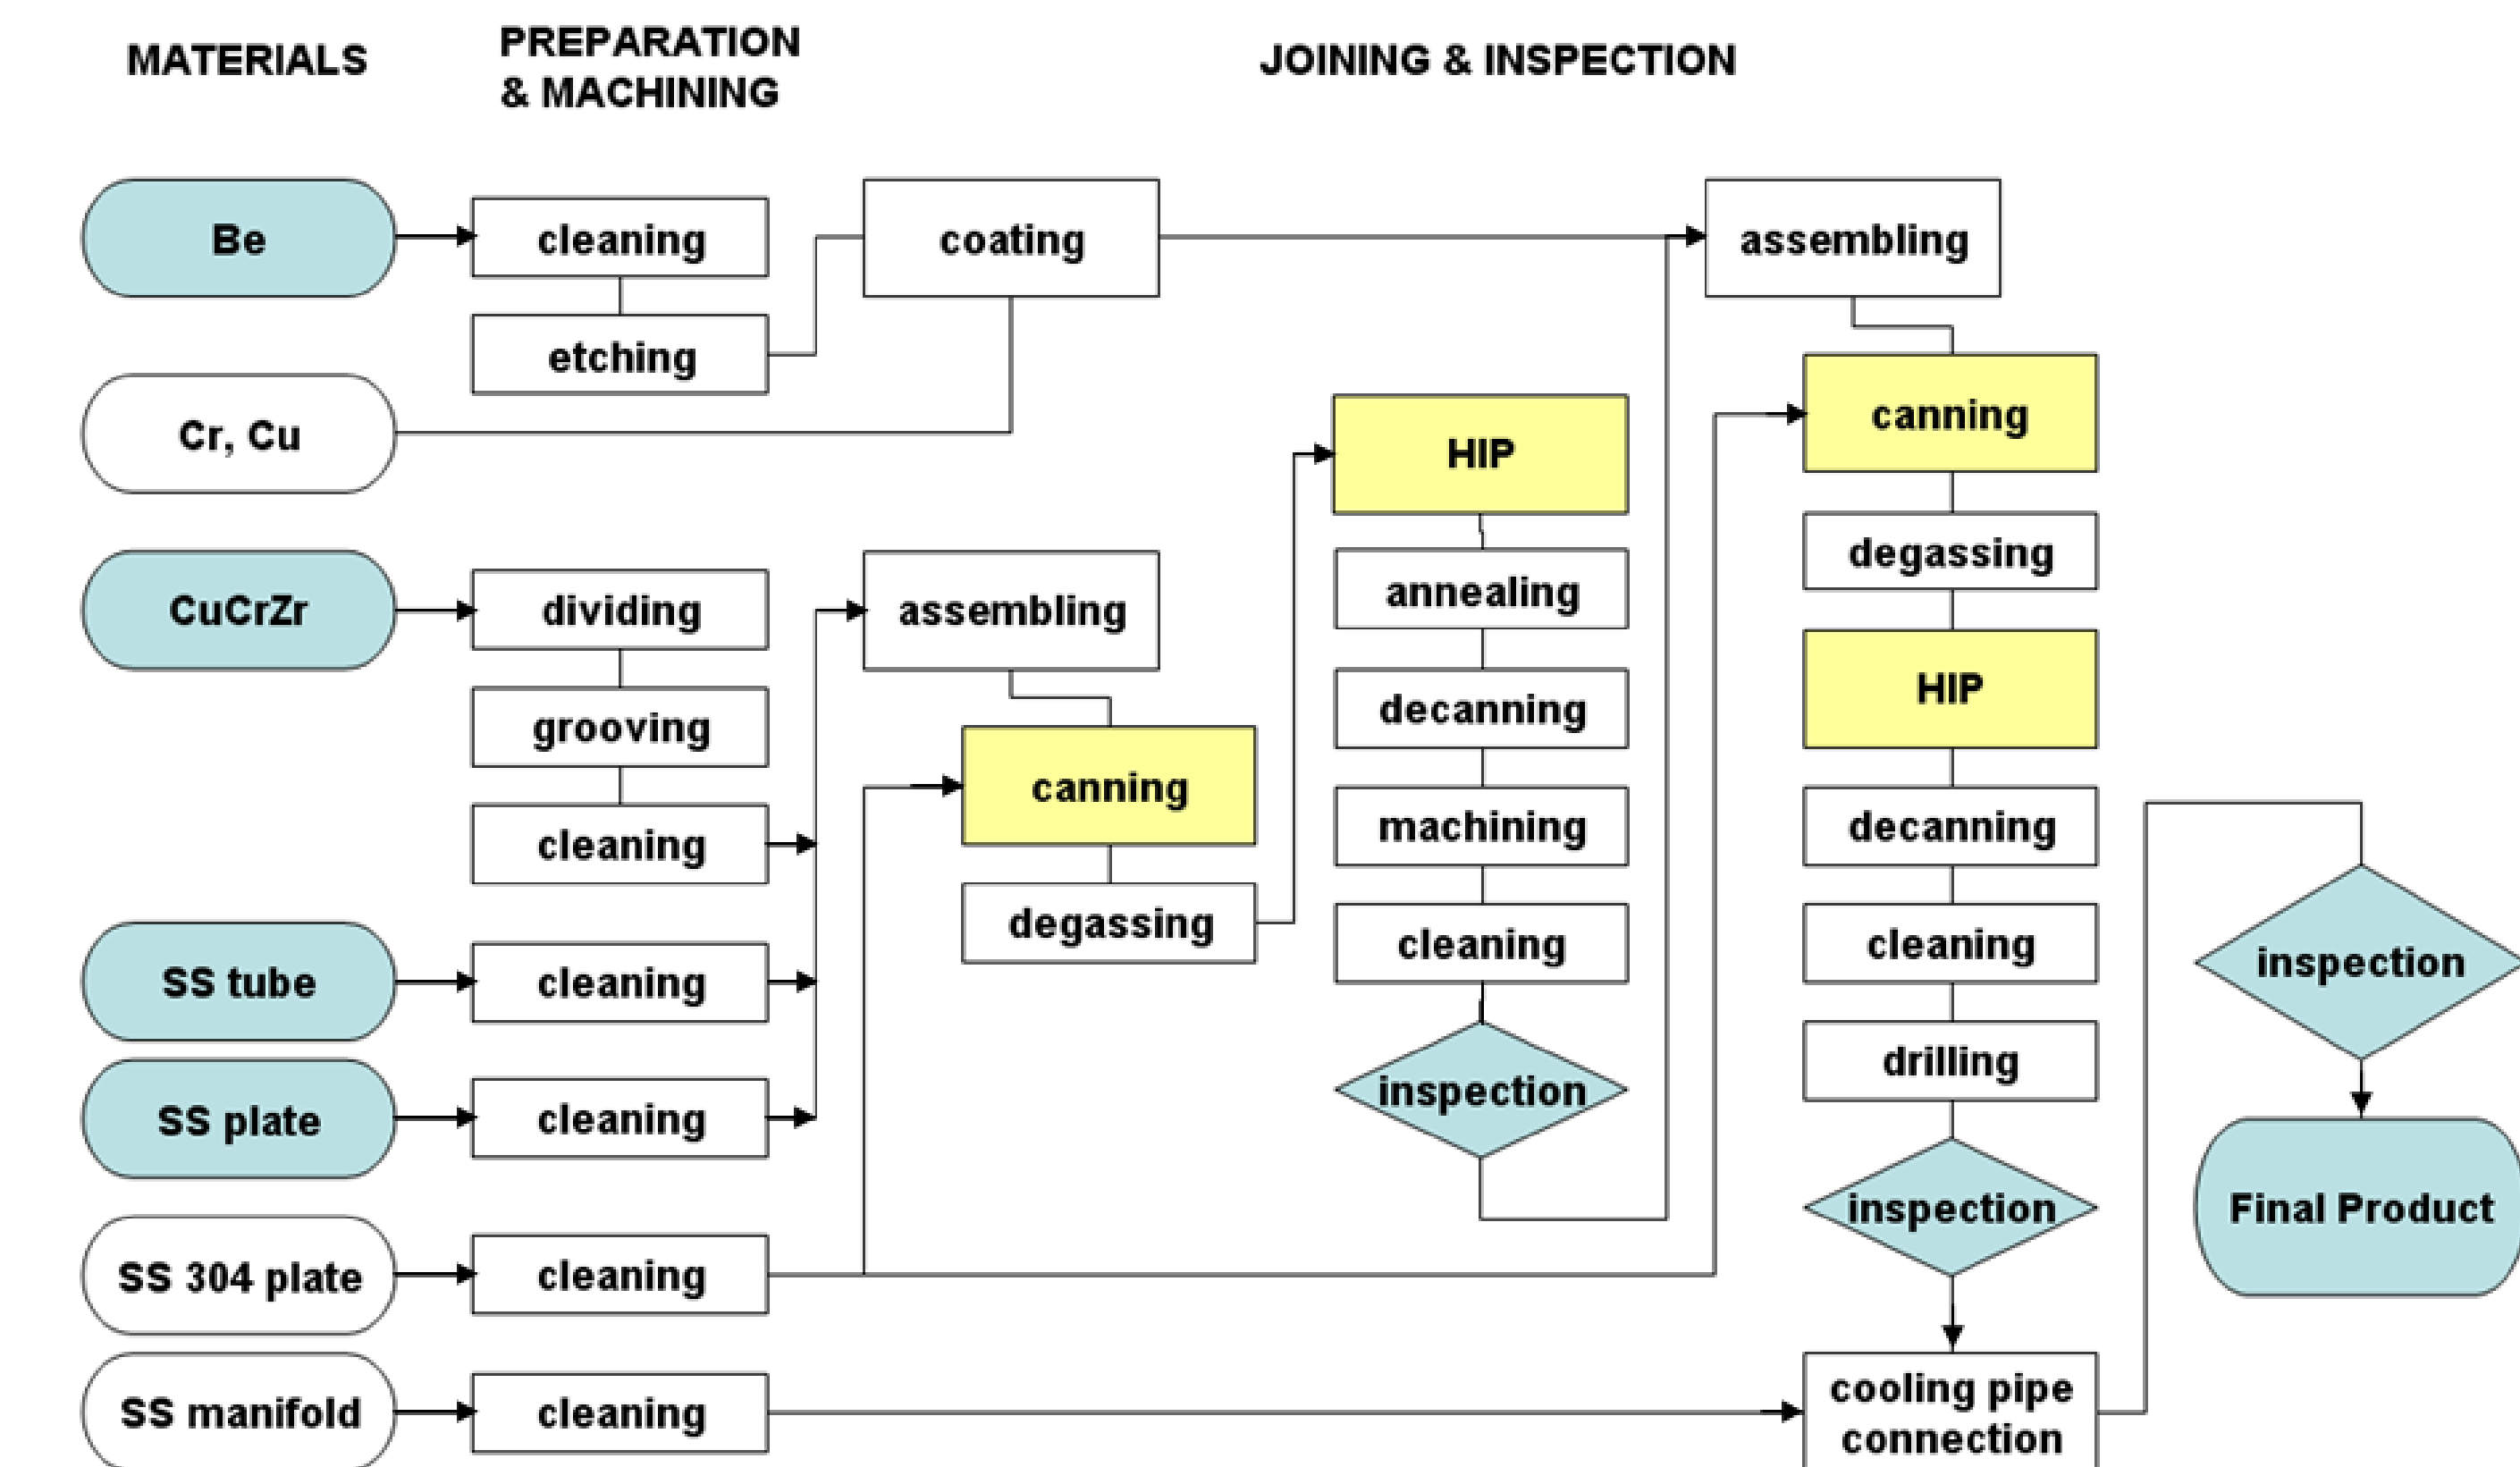 MATERIALS
PREPARATION
& MACHINING
JOINING & INSPECTION
Be
cleaning
etching
coating
assembling
Cr, Cu
CuCrZr
dividing
grooving
cleaning
assembling
canning
degassing
HIP
annealing
decanning
machining
cleaning
inspection
canning
degassing
HIP
decanning
cleaning
drilling
inspection
SS tube
cleaning
SS plate
cleaning
SS 304 plate
cleaning
SS manifold
cleaning
cooling pipe
connection
inspection
Final Product